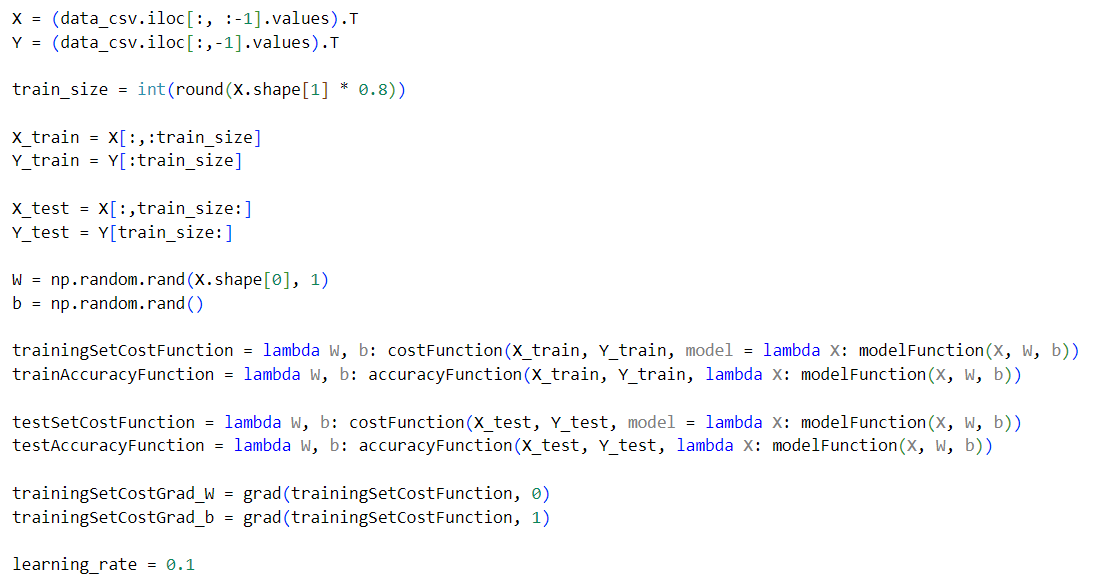 X = (data_csv.iloc[:, :-1].values).T
Y = (data_csv.iloc[:,-1].values).T
train_size = int(round(X.shape[1] * 0.8))
X_train = X[:,:train_size]
Y_train = Y[:train_size]
X_test = X[:,train_size:]
Y_test = Y[train_size:]
W = np.random.rand(X.shape[0], 1)
b = np.random.rand()
trainingSetCostFunction = lambda W, b: costFunction(X_train, Y_train, model = lambda X: modelFunction(X, W, b))
trainAccuracyFunction = lambda W, b: accuracyFunction(X_train, Y_train, lambda X: modelFunction(X, W, b))
testSetCostFunction = lambda W, b: costFunction(X_test, Y_test, model = lambda X: modelFunction(X, W, b))
testAccuracyFunction = lambda W, b: accuracyFunction(X_test, Y_test, lambda X: modelFunction(X, W, b))
trainingSetCostGrad_W = grad(trainingSetCostFunction, 0)
trainingSetCostGrad_b = grad(trainingSetCostFunction, 1)
learning_rate = 0.1